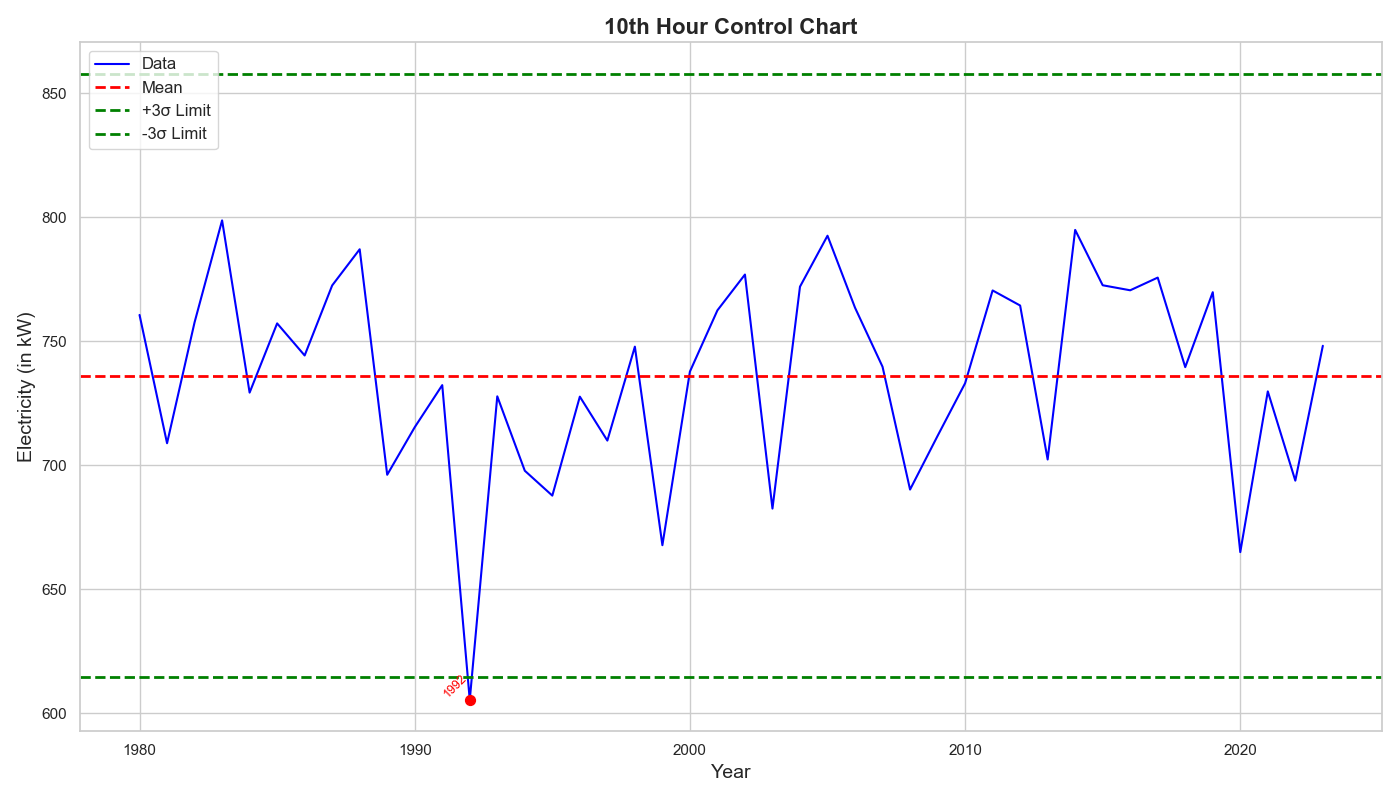 10th Hour Control Chart
Data
Mean
+3σ Limit
-3σ Limit
Electricity (in kW)
850
800
750
700
650
600
1992
1980
1990
2000
2010
2020
Year